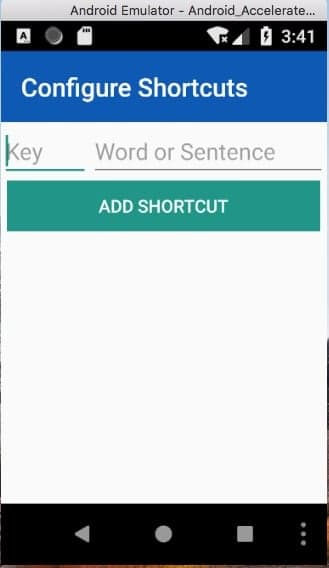 Android Emulator - Android_Accelerate...
A 3:41
Configure Shortcuts
Key Word or Sentence
ADD SHORTCUT